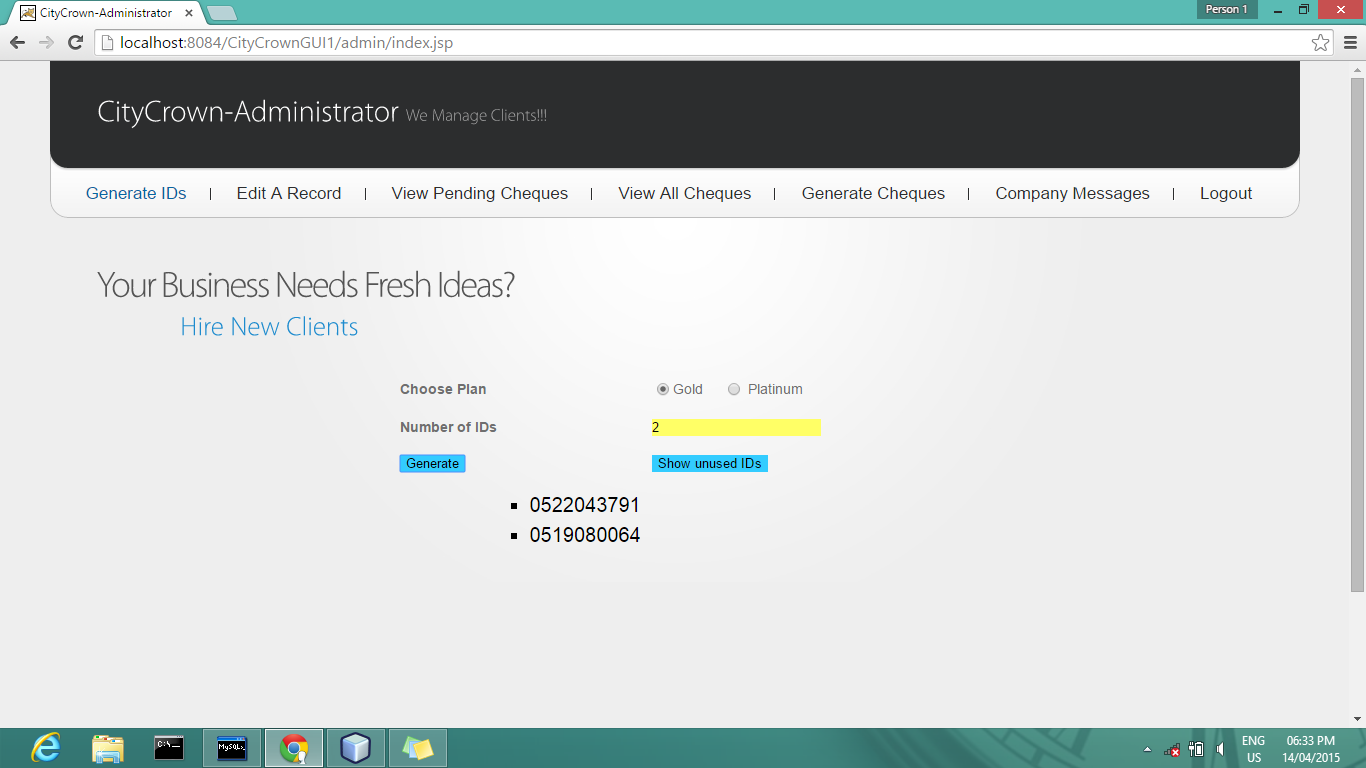 CityCrown-Administrator
Person 1
localhost:8084/CityCrownGUI1/admin/index.jsp
CityCrown-Administrator We Manage Clients!!!
Generate IDs | Edit A Record | View Pending Cheques | View All Cheques | Generate Cheques | Company Messages | Logout
Your Business Needs Fresh Ideas?
Hire New Clients
Choose Plan Gold Platinum
Number of IDs 2
Generate Show unused IDs
0522043791
0519080064
C:\_
MySQL
ENG 06:33 PM
US 14/04/2015